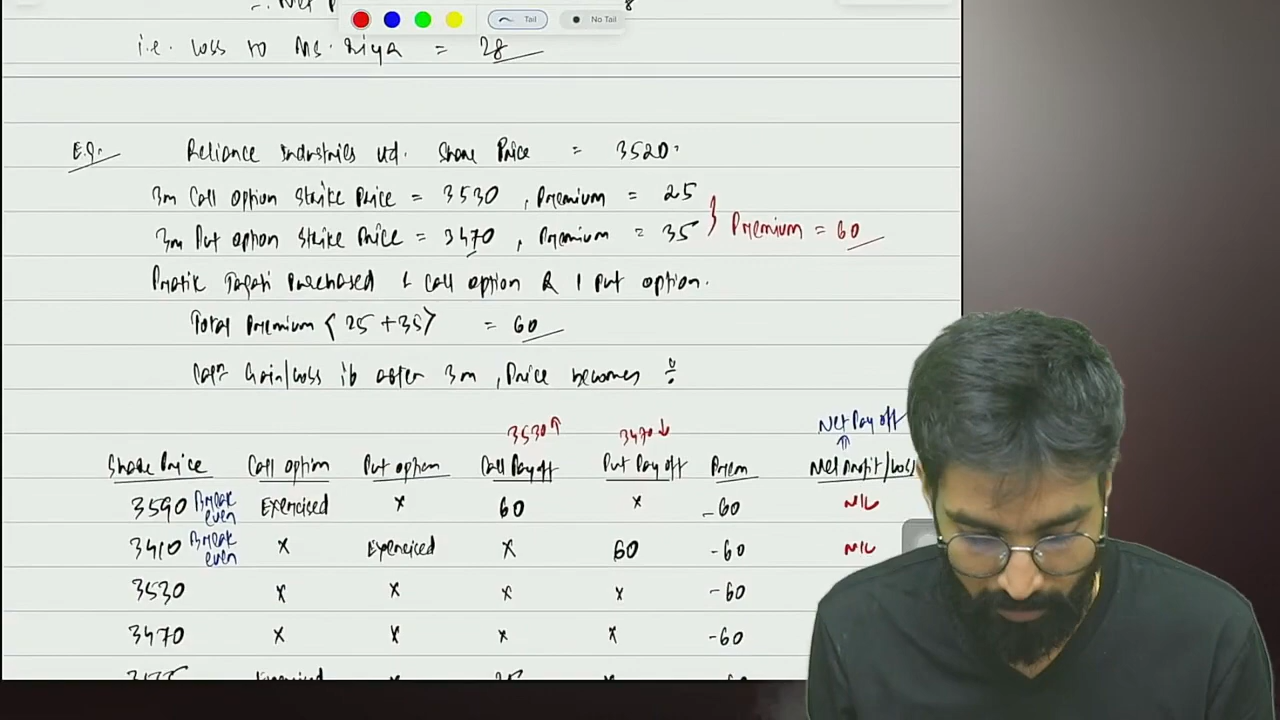 ∴ Net P
Tail
No Tail
i.e. loss to Ms. Riya = 28
E.g. Reliance Industries Ltd. Share Price = 3520.
3m Call Option Strike Price = 3530 , Premium = 25
3m Put option Strike Price = 3470 , Premium = 35 } Premium = 60
Pratik Jagati Purchased 1 Call option & 1 Put option.
Total Premium (25+35) = 60
Calc Gain/Loss if after 3m , Price becomes :
3530↑ 3470↓ Net Pay off
Share Price Call option Put option Call Pay off Put Pay off Prem Net Profit/Loss
3590 Break even Exercised x 60 x -60 NIL
3410 Break even x Exercised x 60 -60 NIL
3530 x x x x -60
3470 x x x x -60